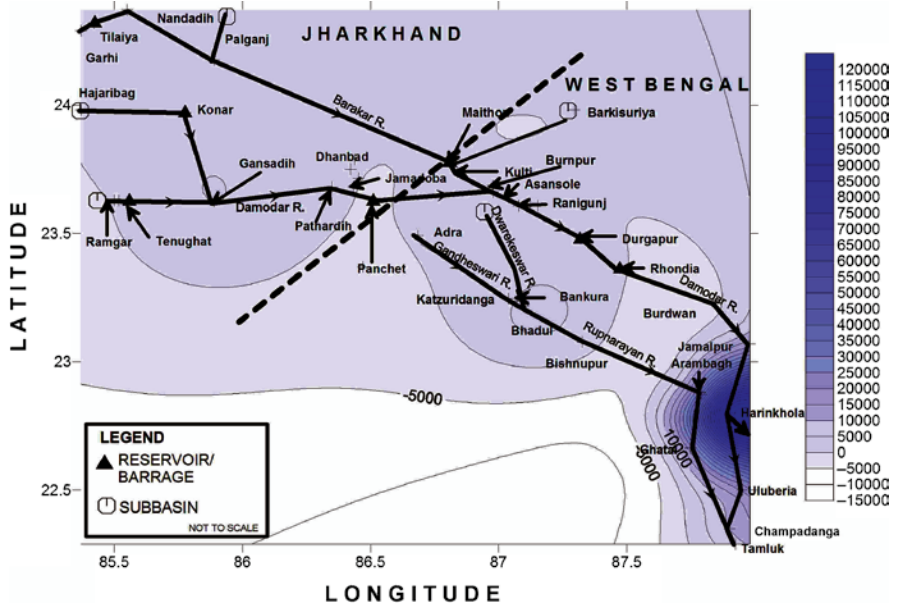 Nandadih
JHARKHAND
Tilaiya
Palganj
Garhi
WEST BENGAL
Hajaribag
24
Konar
Barakar R.
Maithon
Barkisuriya
Dhanbad
Gansadih
Jamadoba
Kulti
Burnpur
Asansole
Damodar R.
Ranigunj
Pathardih
Ramgar
Tenughat
23.5
Adra
Dwarekeswar R.
Durgapur
Panchet
Gandheswari R.
Rhondia
Katzuridanga
Bankura
Damodar R.
Burdwan
Bhadul
Rupnarayan R.
Jamalpur
23
Bishnupur
Arambagh
-5000
Harinkhola
10000
Ghatal
5000
22.5
Uluberia
Champadanga
Tamluk
LATITUDE
LEGEND
RESERVOIR/
BARRAGE
SUBBASIN
NOT TO SCALE
85.5
86
86.5
87
87.5
LONGITUDE
120000
115000
110000
105000
100000
95000
90000
85000
80000
75000
70000
65000
60000
55000
50000
45000
40000
35000
30000
25000
20000
15000
10000
5000
0
-5000
-10000
-15000